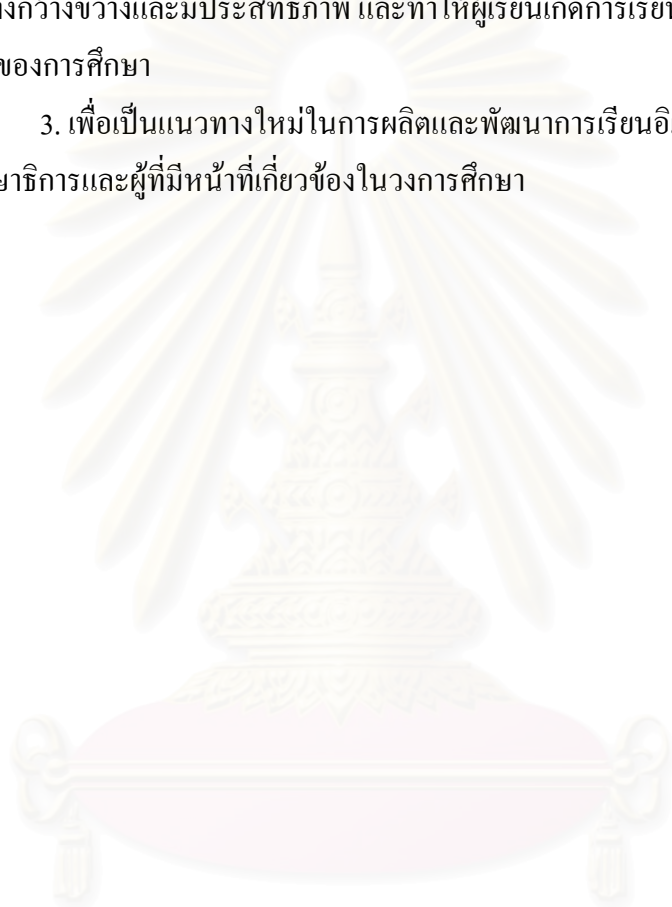 างกว้างขวางและมีประสิทธิภาพ และทำให้ผู้เรียนเกิดการเรียน
ของการศึกษา
3. เพื่อเป็นแนวทางใหม่ในการผลิตและพัฒนาการเรียนอิ
ษาธิการและผู้ที่มีหน้าที่เกี่ยวข้องในวงการศึกษา